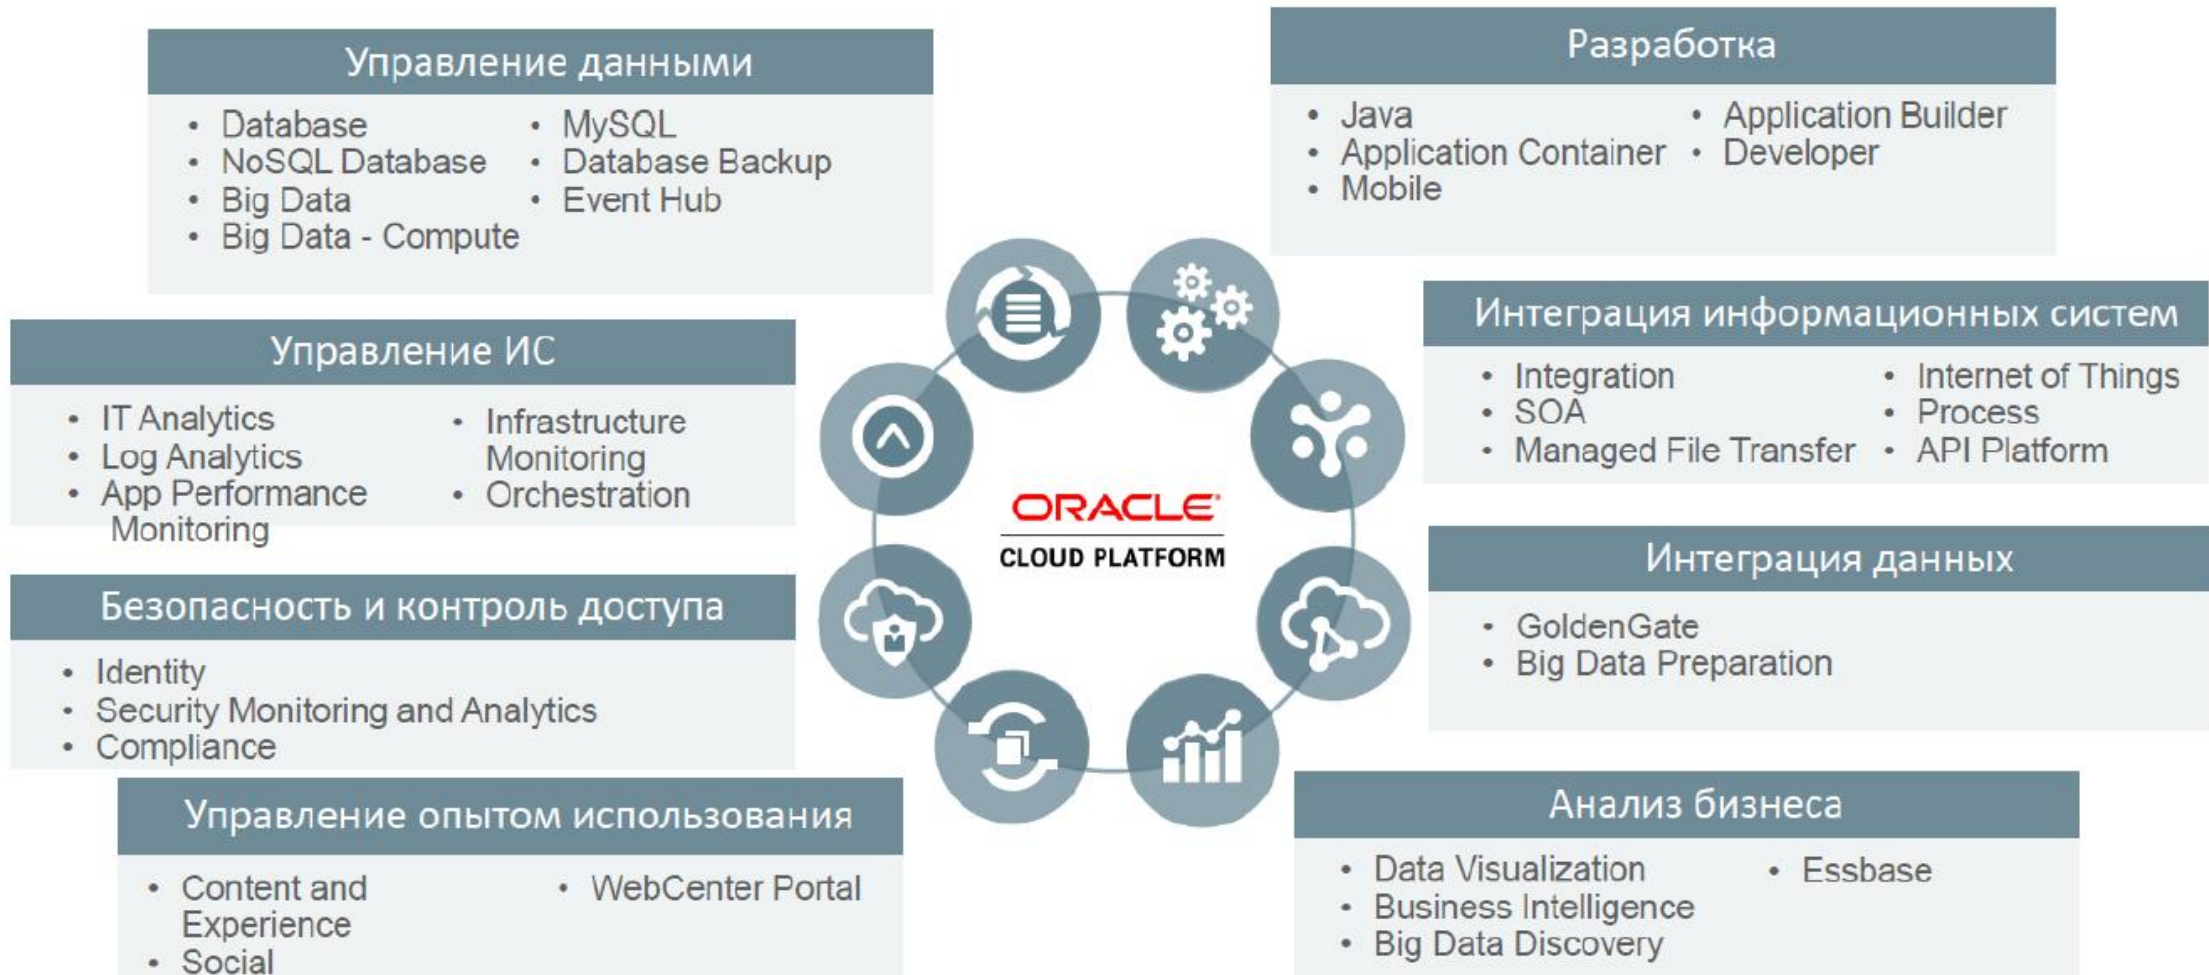 Управление данными
• Database
• NoSQL Database
• Big Data
• Big Data - Compute
• MySQL
• Database Backup
• Event Hub
Разработка
• Java
• Application Container
• Mobile
• Application Builder
• Developer
Управление ИС
• IT Analytics
• Log Analytics
• App Performance
Monitoring
• Infrastructure
Monitoring
• Orchestration
Интеграция информационных систем
• Integration
• SOA
• Managed File Transfer
• Internet of Things
• Process
• API Platform
ORACLE
CLOUD PLATFORM
Безопасность и контроль доступа
• Identity
• Security Monitoring and Analytics
• Compliance
Интеграция данных
• GoldenGate
• Big Data Preparation
Управление опытом использования
• Content and
Experience
• Social
• WebCenter Portal
Анализ бизнеса
• Data Visualization
• Business Intelligence
• Big Data Discovery
• Essbase